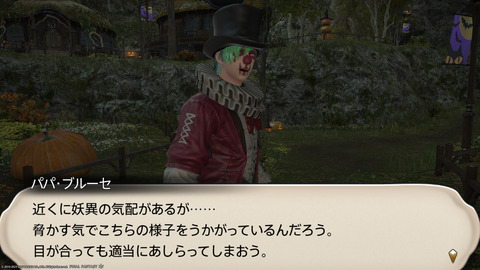 パパ・ブルーセ
近くに妖異の気配があるが……
脅かす気でこちらの様子をうかがっているんだろう。
目が合っても適当にあしらってしまおう。
FINAL FANTASY XIV